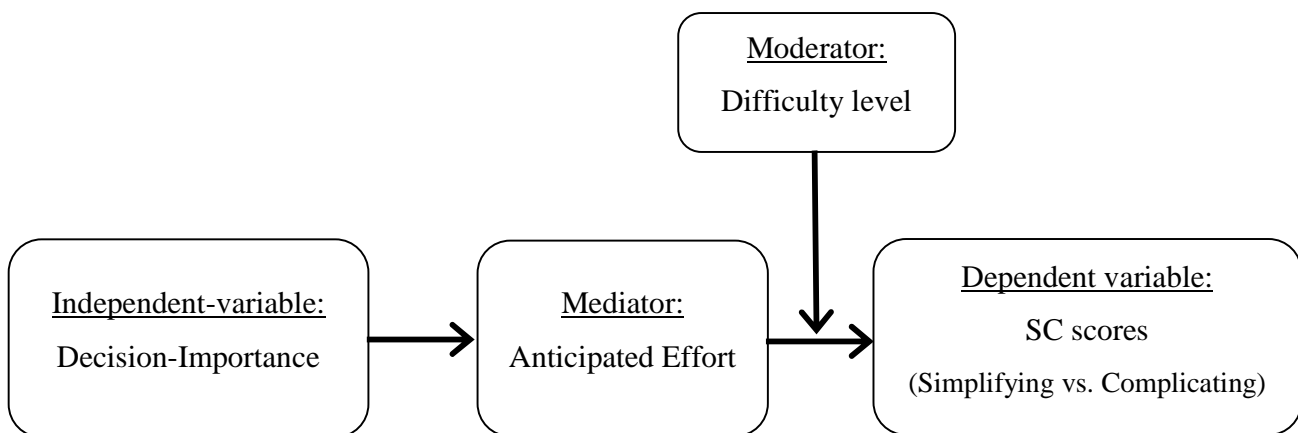 Moderator:
Difficulty level
Independent-variable:
Decision-Importance
Mediator:
Anticipated Effort
Dependent variable:
SC scores
(Simplifying vs. Complicating)